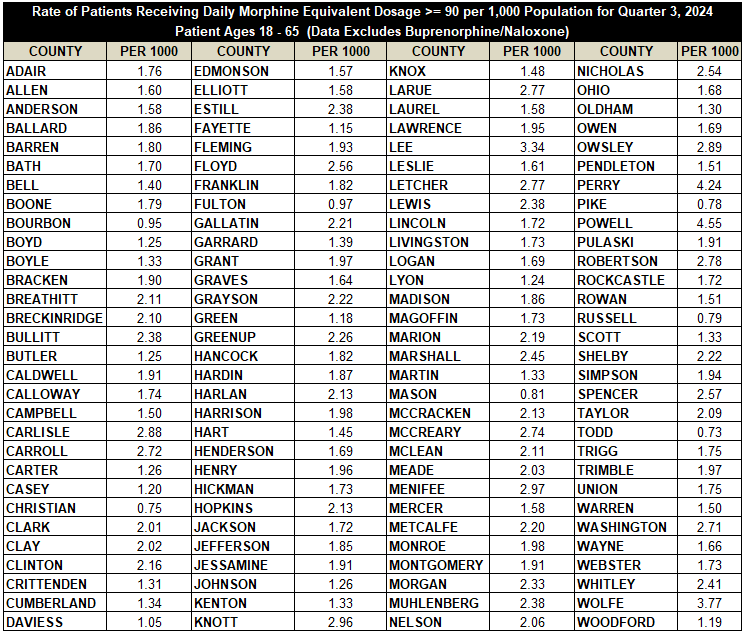 Rate of Patients Receiving Daily Morphine Equivalent Dosage >= 90 per 1,000 Population for Quarter 3, 2024
Patient Ages 18 - 65 (Data Excludes Buprenorphine/Naloxone)
COUNTY PER 1000 COUNTY PER 1000 COUNTY PER 1000 COUNTY PER 1000
ADAIR 1.76 EDMONSON 1.57 KNOX 1.48 NICHOLAS 2.54
ALLEN 1.60 ELLIOTT 1.58 LARUE 2.77 OHIO 1.68
ANDERSON 1.58 ESTILL 2.38 LAUREL 1.58 OLDHAM 1.30
BALLARD 1.86 FAYETTE 1.15 LAWRENCE 1.95 OWEN 1.69
BARREN 1.80 FLEMING 1.93 LEE 3.34 OWSLEY 2.89
BATH 1.70 FLOYD 2.56 LESLIE 1.61 PENDLETON 1.51
BELL 1.40 FRANKLIN 1.82 LETCHER 2.77 PERRY 4.24
BOONE 1.79 FULTON 0.97 LEWIS 2.38 PIKE 0.78
BOURBON 0.95 GALLATIN 2.21 LINCOLN 1.72 POWELL 4.55
BOYD 1.25 GARRARD 1.39 LIVINGSTON 1.73 PULASKI 1.91
BOYLE 1.33 GRANT 1.97 LOGAN 1.69 ROBERTSON 2.78
BRACKEN 1.90 GRAVES 1.64 LYON 1.24 ROCKCASTLE 1.72
BREATHITT 2.11 GRAYSON 2.22 MADISON 1.86 ROWAN 1.51
BRECKINRIDGE 2.10 GREEN 1.18 MAGOFFIN 1.73 RUSSELL 0.79
BULLITT 2.38 GREENUP 2.26 MARION 2.19 SCOTT 1.33
BUTLER 1.25 HANCOCK 1.82 MARSHALL 2.45 SHELBY 2.22
CALDWELL 1.91 HARDIN 1.87 MARTIN 1.33 SIMPSON 1.94
CALLOWAY 1.74 HARLAN 2.13 MASON 0.81 SPENCER 2.57
CAMPBELL 1.50 HARRISON 1.98 MCCRACKEN 2.13 TAYLOR 2.09
CARLISLE 2.88 HART 1.45 MCCREARY 2.74 TODD 0.73
CARROLL 2.72 HENDERSON 1.69 MCLEAN 2.11 TRIGG 1.75
CARTER 1.26 HENRY 1.96 MEADE 2.03 TRIMBLE 1.97
CASEY 1.20 HICKMAN 1.73 MENIFEE 2.97 UNION 1.75
CHRISTIAN 0.75 HOPKINS 2.13 MERCER 1.58 WARREN 1.50
CLARK 2.01 JACKSON 1.72 METCALFE 2.20 WASHINGTON 2.71
CLAY 2.02 JEFFERSON 1.85 MONROE 1.98 WAYNE 1.66
CLINTON 2.16 JESSAMINE 1.91 MONTGOMERY 1.91 WEBSTER 1.73
CRITTENDEN 1.31 JOHNSON 1.26 MORGAN 2.33 WHITLEY 2.41
CUMBERLAND 1.34 KENTON 1.33 MUHLENBERG 2.38 WOLFE 3.77
DAVIESS 1.05 KNOTT 2.96 NELSON 2.06 WOODFORD 1.19